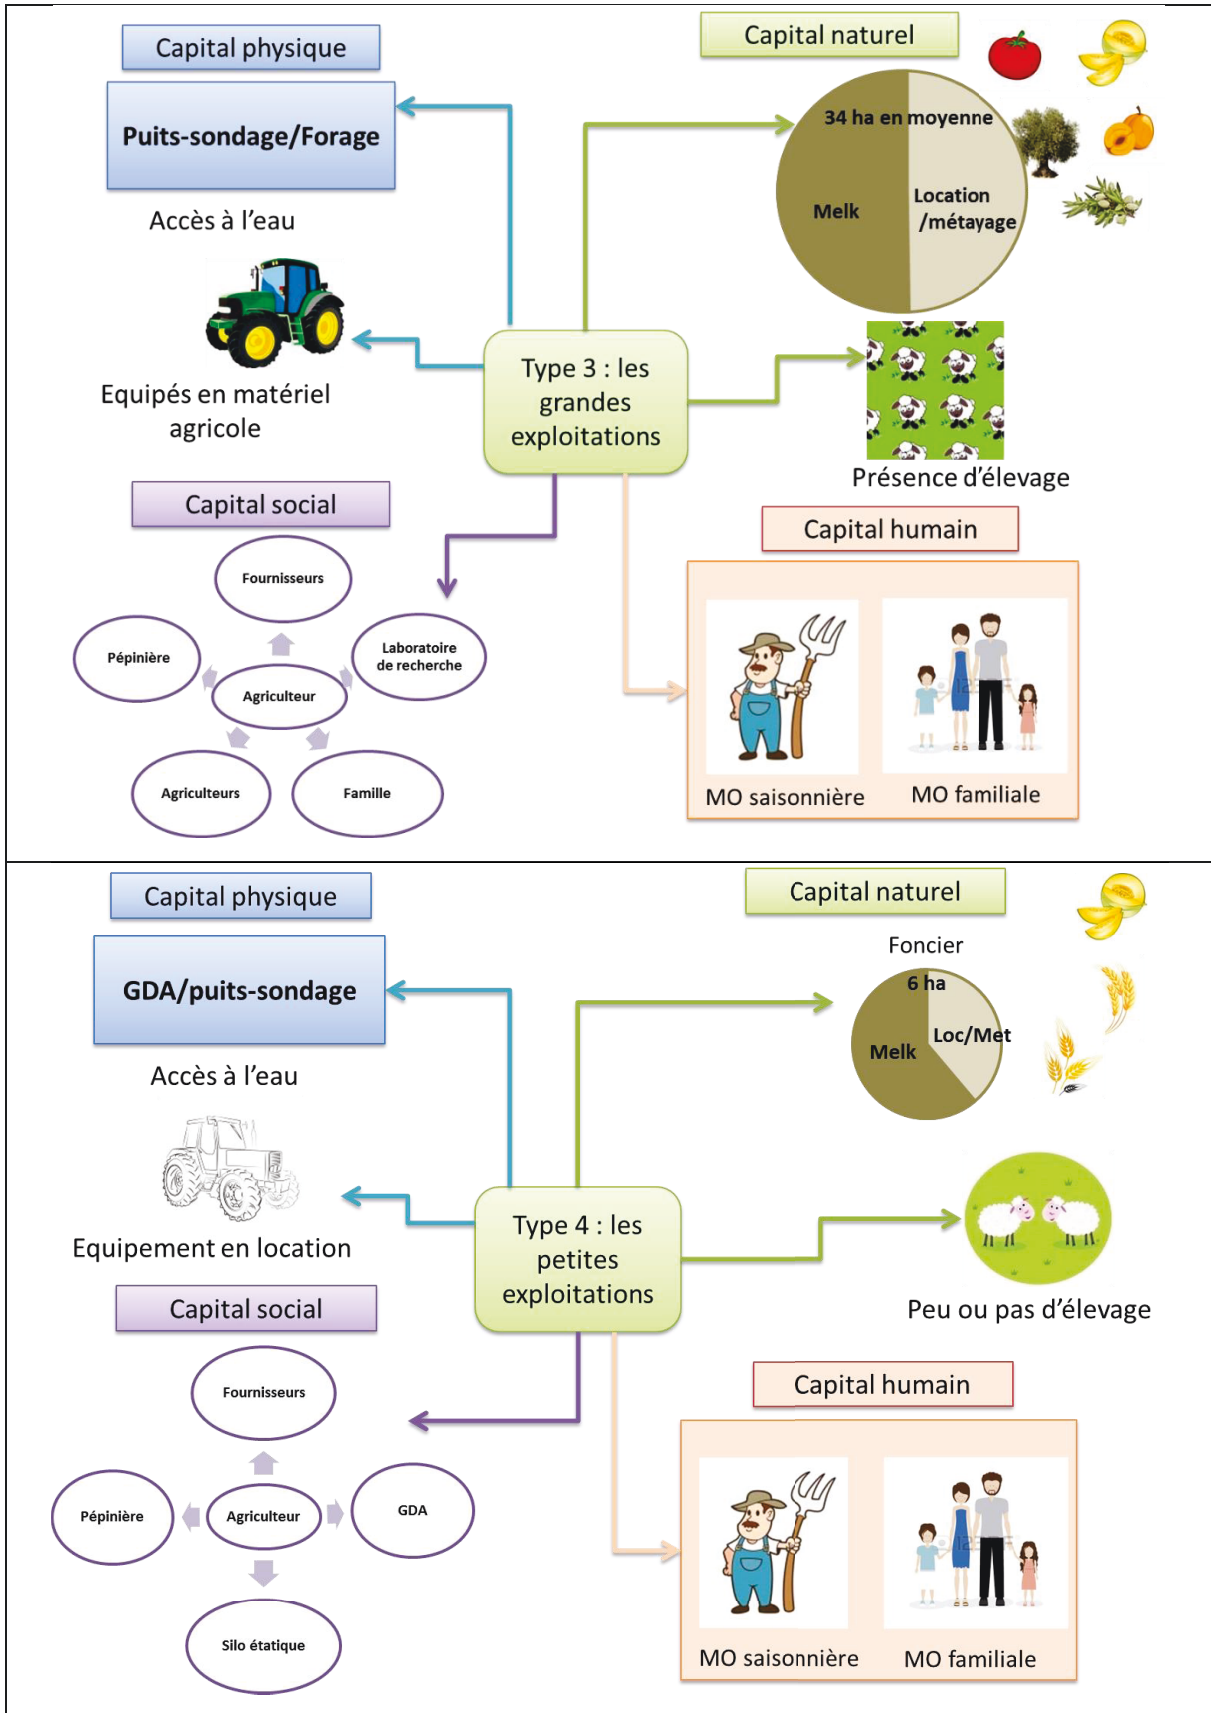 Capital physique
Puits-sondage/Forage
Accès à l'eau
Equipés en matériel
agricole
Capital naturel
34 ha en moyenne
Melk
Location
/métayage
Type 3 : les
grandes
exploitations
Présence d'élevage
Capital social
Fournisseurs
Pépinière
Laboratoire
de recherche
Agriculteur
Agriculteurs
Famille
Capital humain
MO saisonnière
MO familiale
Capital physique
GDA/puits-sondage
Accès à l'eau
Equipement en location
Capital naturel
Foncier
6 ha
Loc/Met
Melk
Type 4 : les
petites
exploitations
Peu ou pas d'élevage
Capital social
Fournisseurs
Pépinière
Agriculteur
GDA
Silo étatique
Capital humain
MO saisonnière
MO familiale